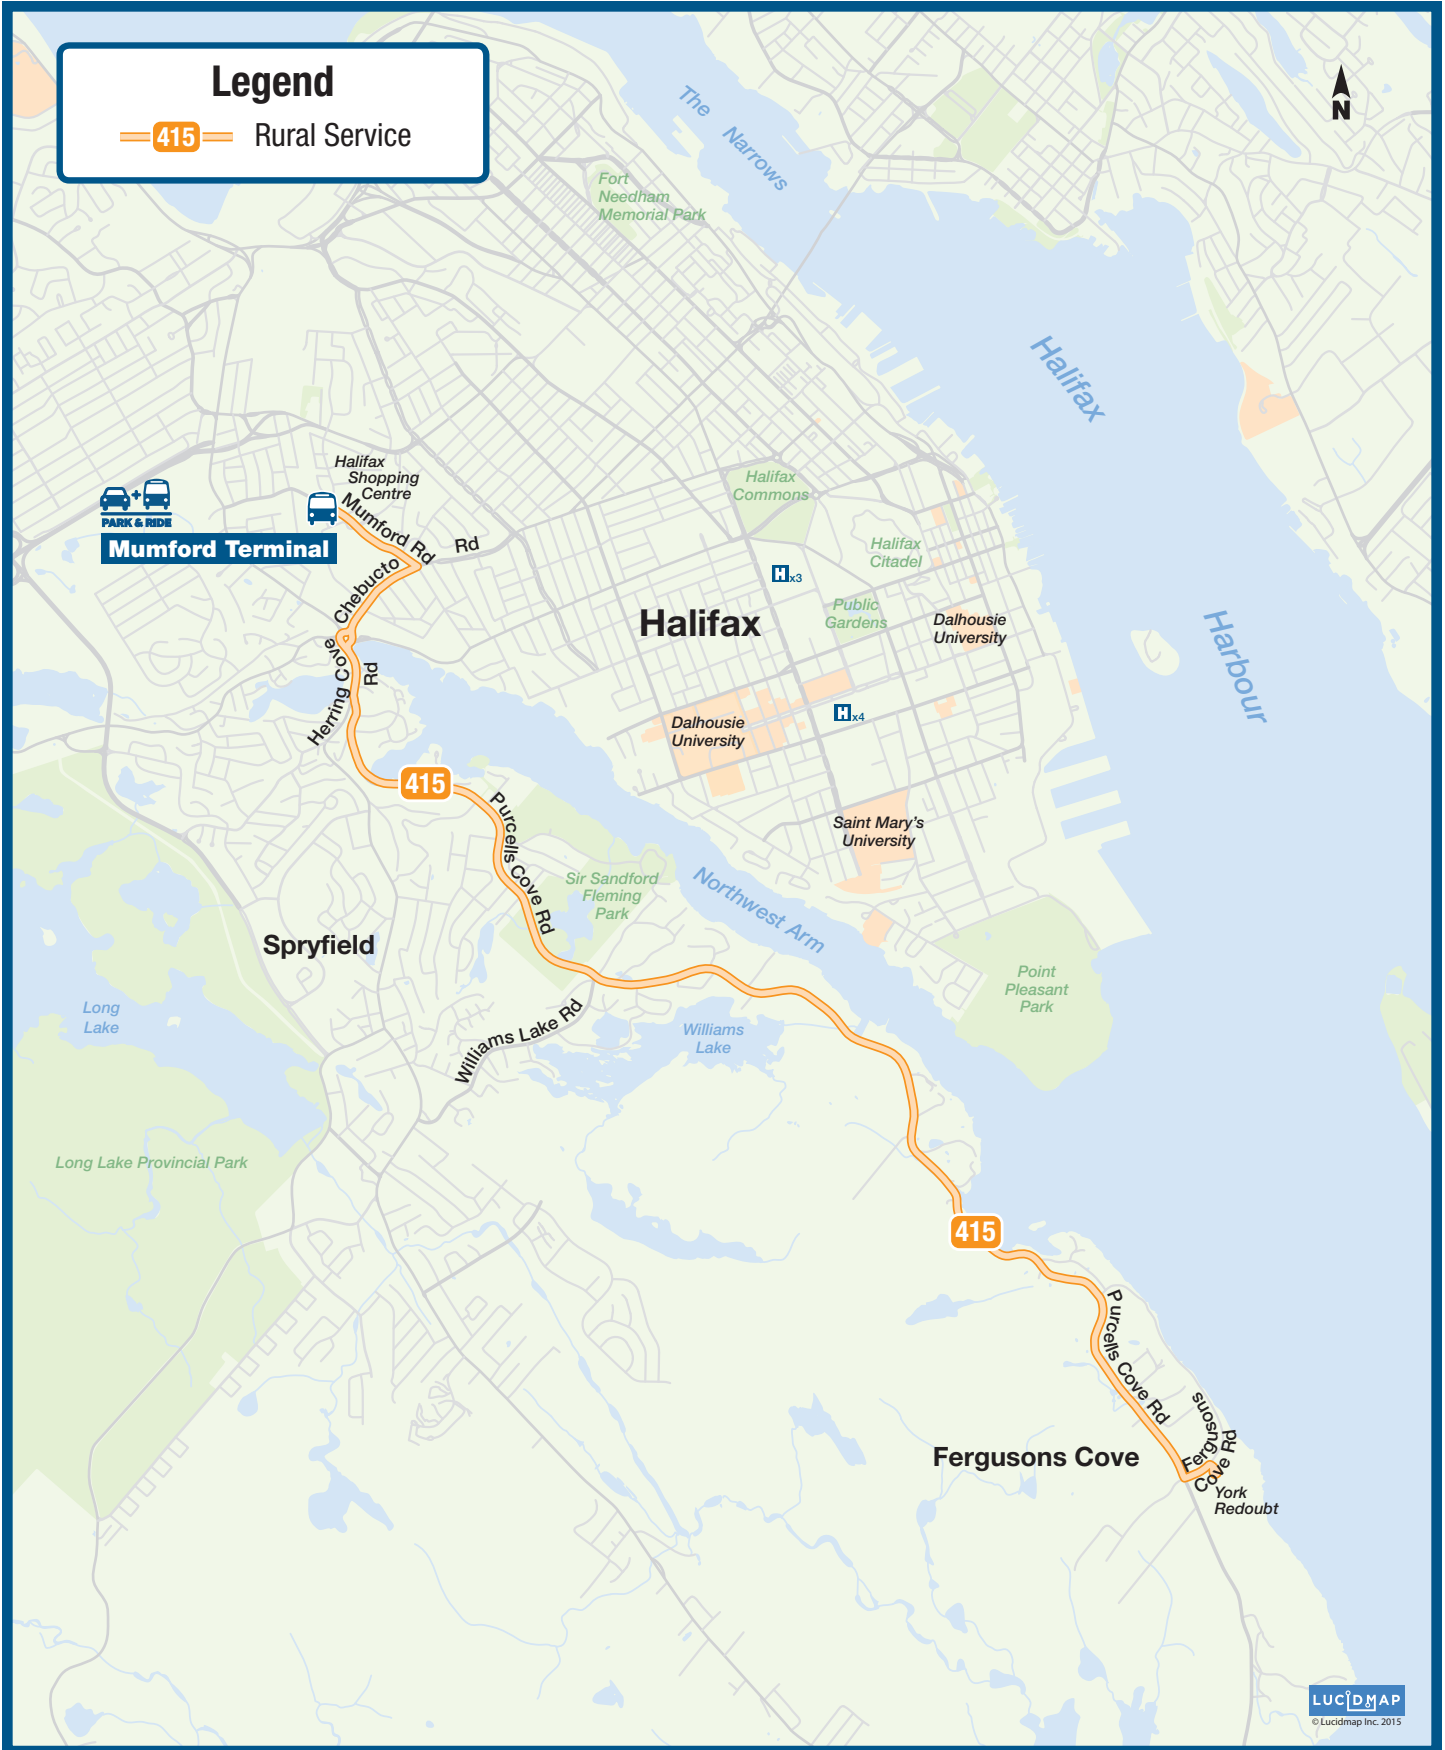 Legend
415 Rural Service
N
The Narrows
Fort
Needham
Memorial Park
Halifax
Harbour
Halifax
Shopping
Centre
PARK & RIDE
Mumford Terminal
Mumford Rd
Chebucto Rd
Herring Cove Rd
Halifax
Commons
Halifax
Citadel
H x3
Public
Gardens
Halifax
Dalhousie
University
Dalhousie
University
H x4
415
Saint Mary's
University
Purcells Cove Rd
Sir Sandford
Fleming
Park
Northwest Arm
Spryfield
Point
Pleasant
Park
Long
Lake
Williams Lake Rd
Williams
Lake
Long Lake Provincial Park
415
Purcells Cove Rd
Fergusons Cove
Fergusons
Cove Rd
York
Redoubt
LUCIDMAP
© Lucidmap Inc. 2015